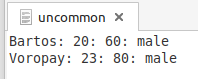 uncommon ×
Bartos: 20: 60: male
Voropay: 23: 80: male